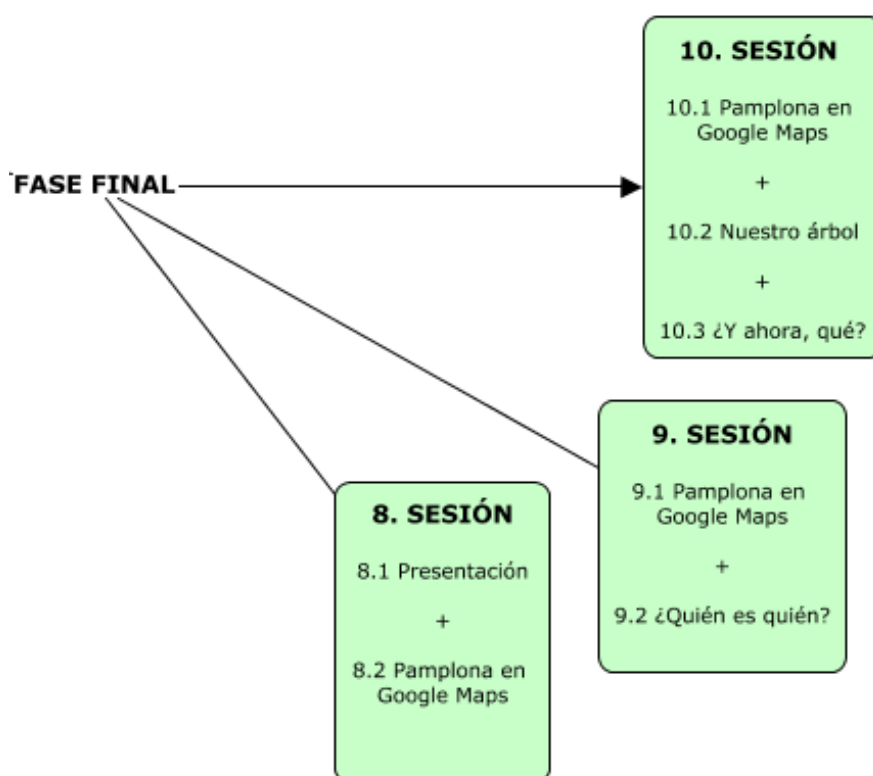 FASE FINAL
10. SESIÓN
10.1 Pamplona en
Google Maps
+
10.2 Nuestro árbol
+
10.3 ¿Y ahora, qué?
9. SESIÓN
9.1 Pamplona en
Google Maps
+
9.2 ¿Quién es quién?
8. SESIÓN
8.1 Presentación
+
8.2 Pamplona en
Google Maps